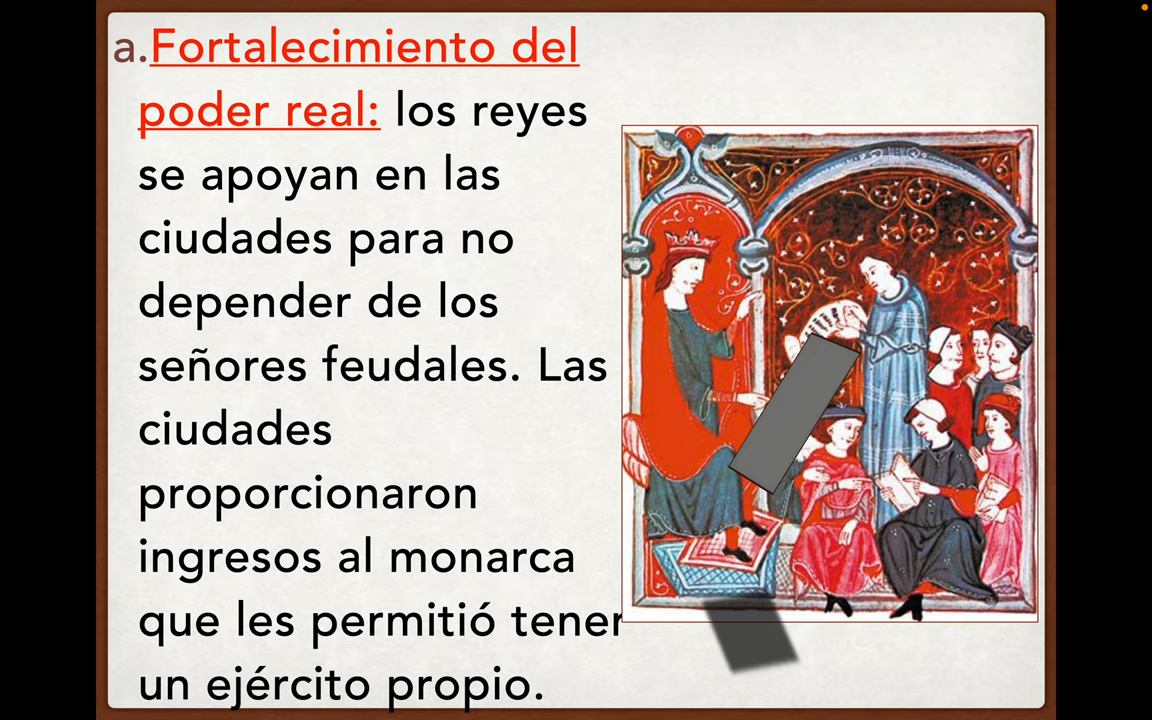 a.Fortalecimiento del
poder real: los reyes
se apoyan en las
ciudades para no
depender de los
señores feudales. Las
ciudades
proporcionaron
ingresos al monarca
que les permitió tener
un ejército propio.